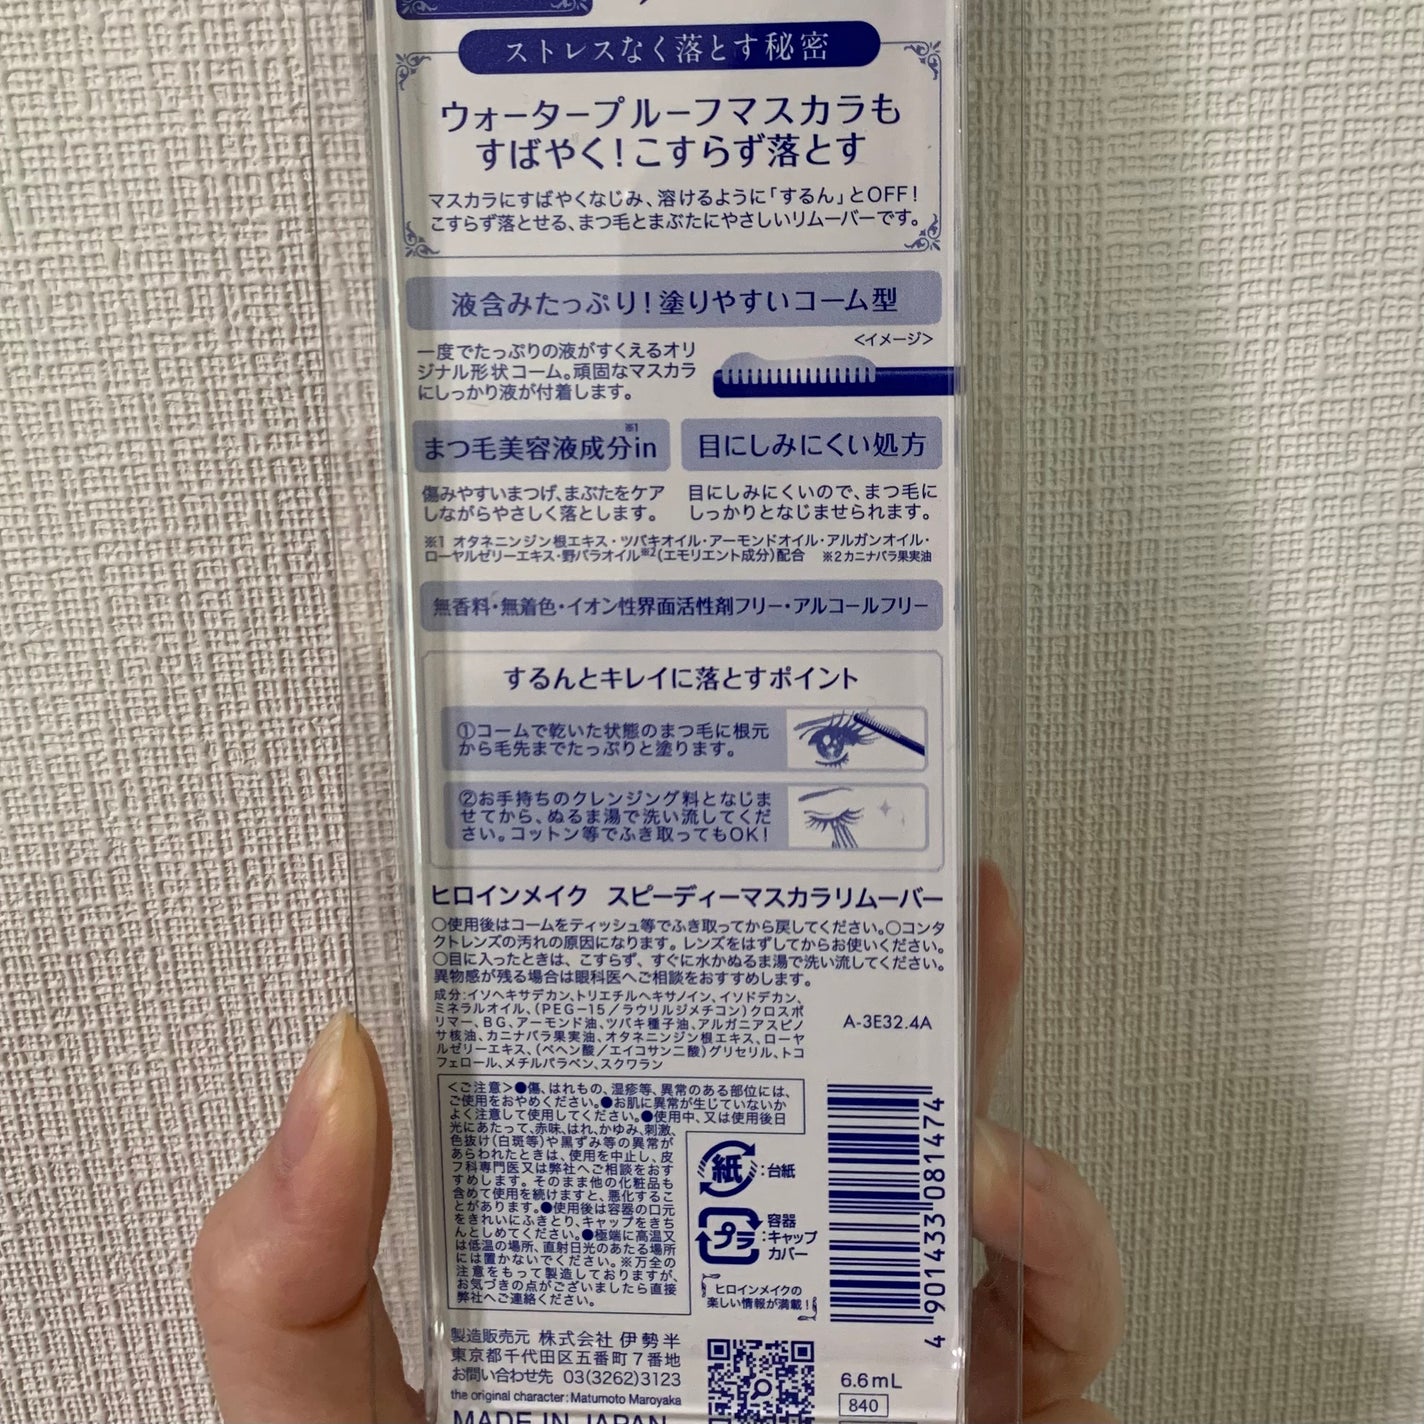 ストレスなく落とす秘密
ウォータープルーフマスカラも
すばやく!こすらず落とす
マスカラにすばやくなじみ、溶けるように「するん」とOFF!
こすらず落とせる、まつ毛とまぶたにやさしいリムーバーです。
液含みたっぷり!塗りやすいコーム型
一度でたっぷりの液がすくえるオリ
ジナル形状コーム。頑固なマスカラ
にしっかり液が付着します。
<イメージ>
まつ毛美容液成分in※1
傷みやすいまつげ、まぶたをケア
しながらやさしく落とします。
目にしみにくい処方
目にしみにくいので、まつ毛に
しっかりとなじませられます。
※1 オタネニンジン根エキス・ツバキオイル・アーモンドオイル・アルガンオイル・
ローヤルゼリーエキス・野バラオイル※2(エモリエント成分)配合 ※2カニナバラ果実油
無香料・無着色・イオン性界面活性剤フリー・アルコールフリー
するんとキレイに落とすポイント
①コームで乾いた状態のまつ毛に根元
から毛先までたっぷりと塗ります。
②お手持ちのクレンジング料となじま
せてから、ぬるま湯で洗い流してくだ
さい。コットン等でふき取ってもOK!
ヒロインメイク スピーディーマスカラリムーバー
○使用後はコームをティッシュ等でふき取ってから戻してください。○コンタ
クトレンズの汚れの原因になります。レンズをはずしてからお使いください。
○目に入ったときは、こすらず、すぐに水かぬるま湯で洗い流してください。
異物感が残る場合は眼科医へご相談をおすすめします。
成分:イソヘキサデカン、トリエチルヘキサノイン、イソドデカン、
ミネラルオイル、(PEG-15/ラウリルジメチコン)クロスポ
リマー、BG、アーモンド油、ツバキ種子油、アルガニアスピノ
サ核油、カニナバラ果実油、オタネニンジン根エキス、ローヤ
ルゼリーエキス、(ベヘン酸/エイコサン二酸)グリセリル、トコ
フェロール、メチルパラベン、スクワラン
A-3E32.4A
<ご注意>●傷、はれもの、湿疹等、異常のある部位には、
ご使用をおやめください。●お肌に異常が生じていないか
よく注意して使用してください。●使用中、又は使用後日
光にあたって、赤味、はれ、かゆみ、刺激、
色抜け(白斑等)や黒ずみ等の異常が
あらわれたときは、使用を中止し、皮
フ科専門医又は弊社へご相談をおす
すめします。そのまま他の化粧品も
含めて使用を続けますと、悪化するこ
とがあります。●使用後は容器の口元
をきれいにふきとり、キャップをきち
んとしめてください。●極端に高温又
は低温の場所、直射日光のあたる場所
には置かないでください。※万全の
注意をもって製造しておりますが、
お気づきの点がございましたら直接
弊社へご連絡ください。
紙:台紙
プラ:容器
キャップ
カバー
ヒロインメイクの
楽しい情報が満載!
4 901433 081474
製造販売元 株式会社 伊勢半
東京都千代田区五番町7番地
お問い合わせ先 03(3262)3123
the original character:Matumoto Maroyaka
MADE IN JAPAN
6.6mL
840